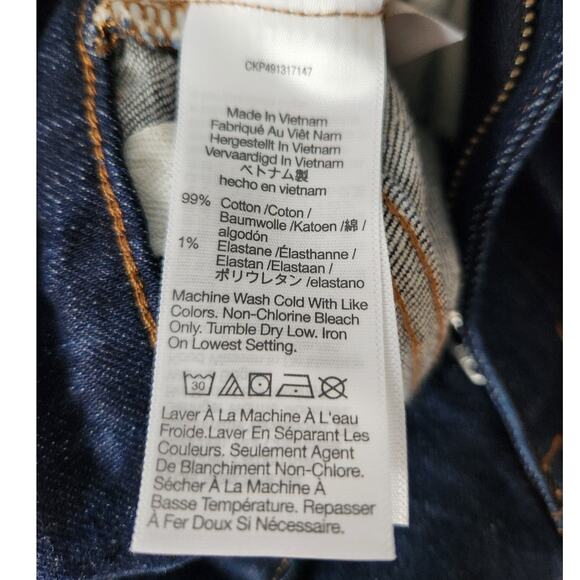 CKP491317147
Made In Vietnam
Fabriqué Au Viêt Nam
Hergestellt In Vietnam
Vervaardigd In Vietnam
ベトナム製
hecho en vietnam
99% Cotton /Coton /
Baumwolle /Katoen /綿 /
algodón
1% Elastane /Élasthanne /
Elastan /Elastaan /
ポリウレタン /elastano
Machine Wash Cold With Like
Colors. Non-Chlorine Bleach
Only. Tumble Dry Low. Iron
On Lowest Setting.
30
Laver À La Machine À L'eau
Froide.Laver En Séparant Les
Couleurs. Seulement Agent
De Blanchiment Non-Chlore.
Sécher À La Machine À
Basse Température. Repasser
À Fer Doux Si Nécessaire.